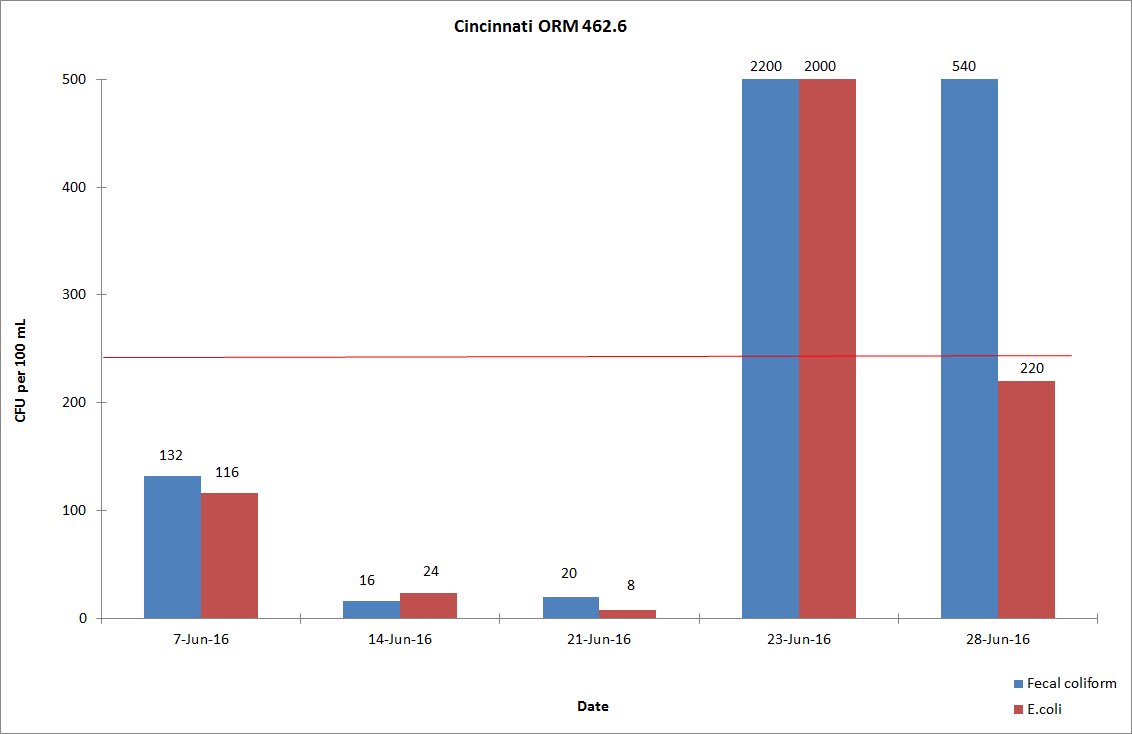 Cincinnati ORM 462.6
2200 2000 540
500
400
300
220
200
132
116
100
16 24 20 8
0
7-Jun-16 14-Jun-16 21-Jun-16 23-Jun-16 28-Jun-16
CFU per 100 mL
Date
Fecal coliform
E.coli